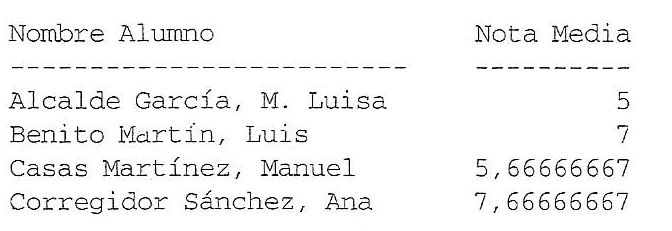 Nombre Alumno Nota Media
-------------------------- ----------
Alcalde García, M. Luisa 5
Benito Martín, Luis 7
Casas Martínez, Manuel 5,66666667
Corregidor Sánchez, Ana 7,66666667